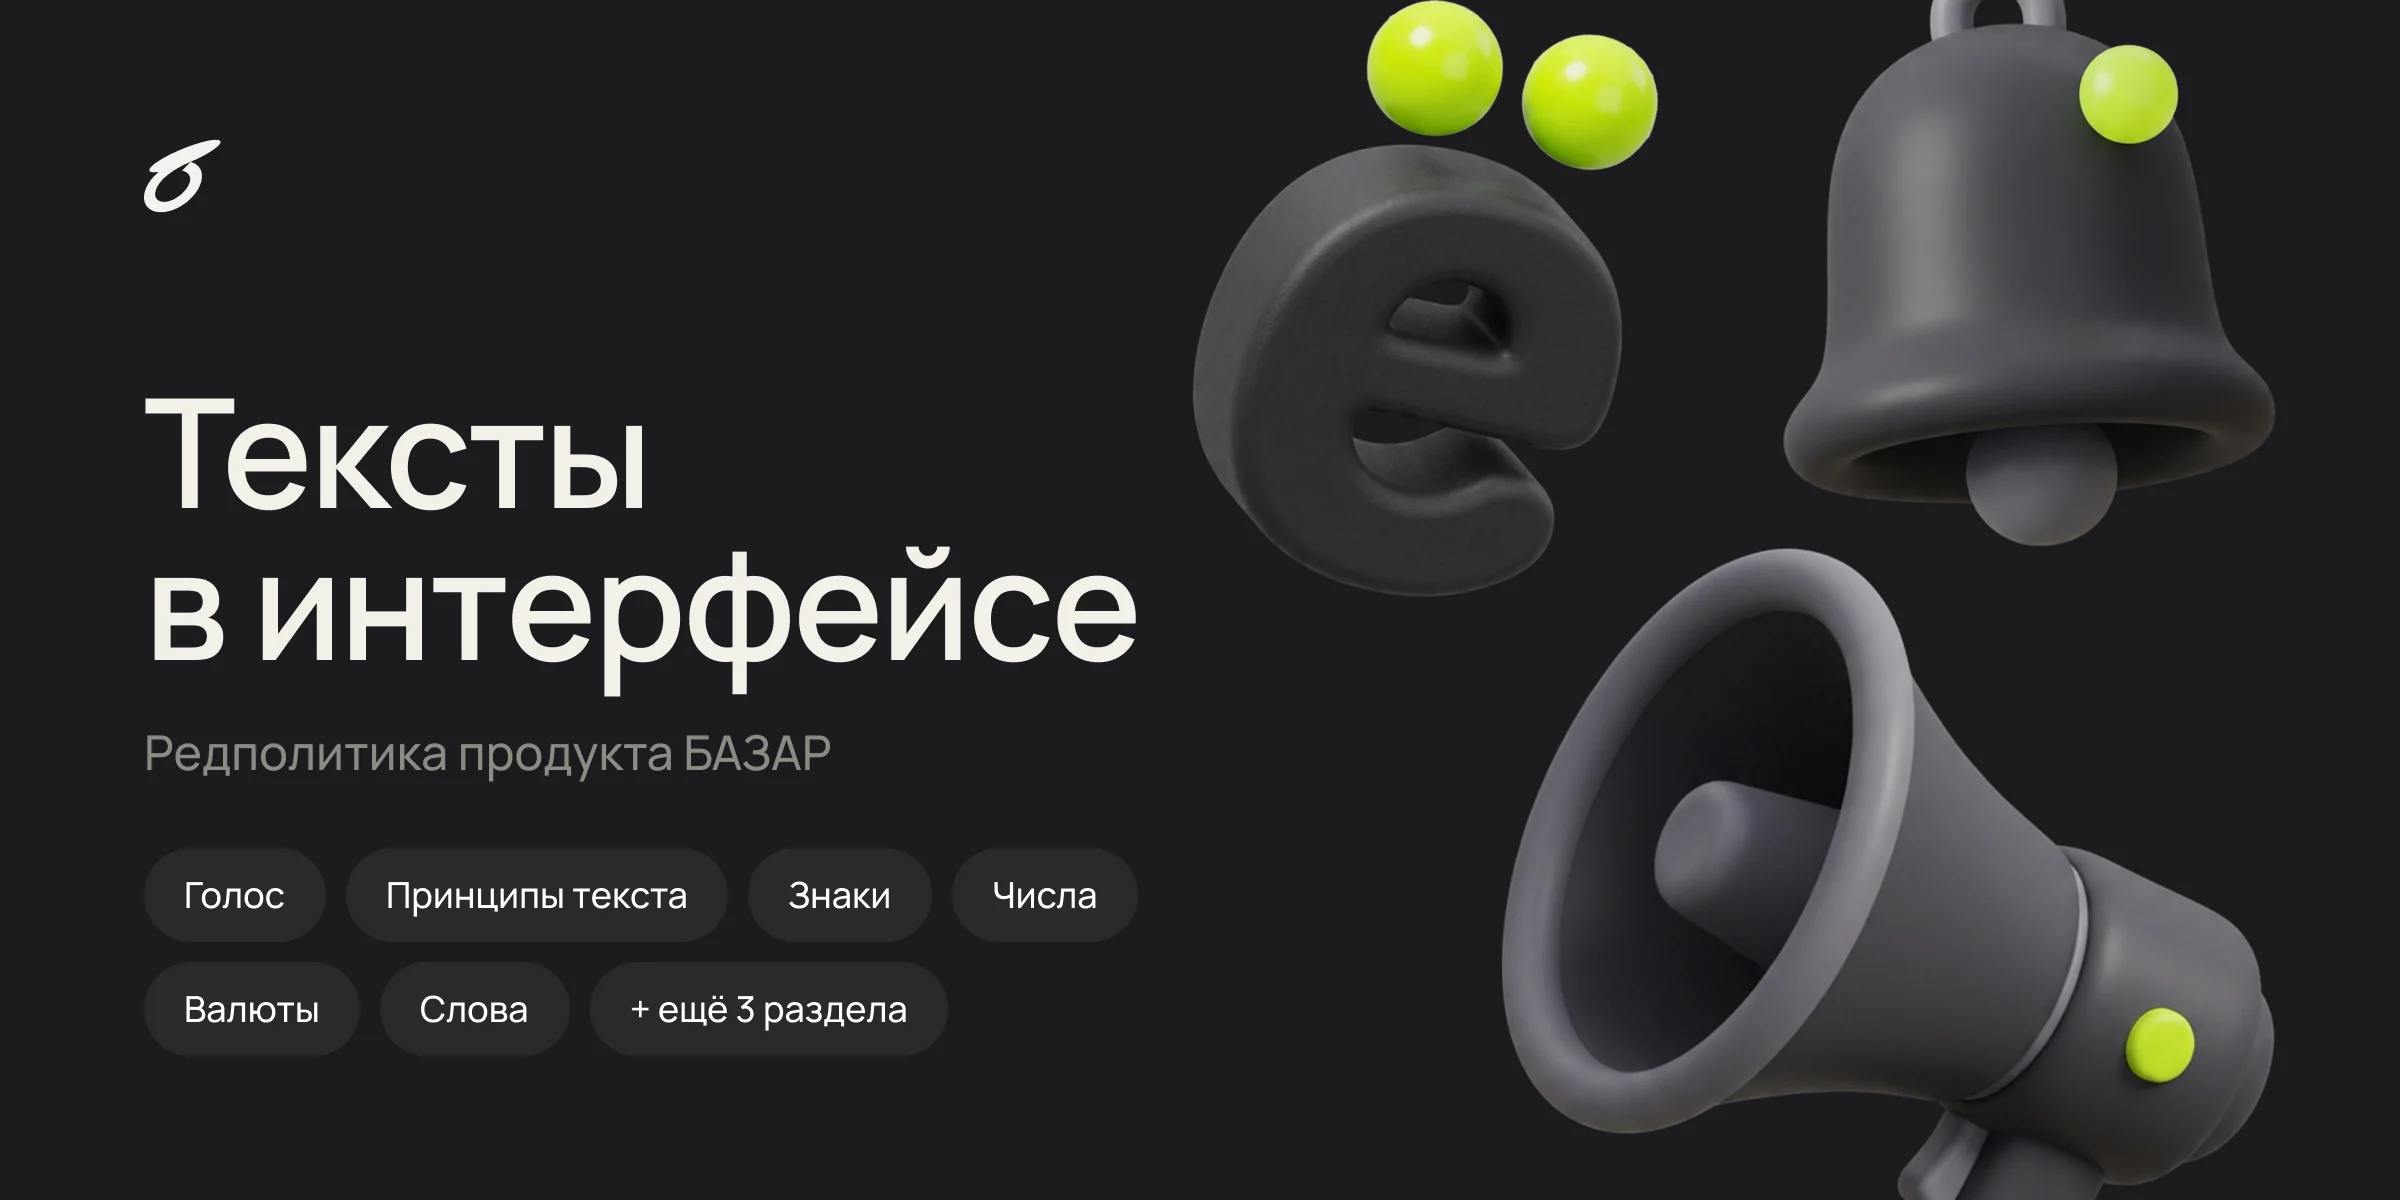 б
Тексты
в интерфейсе
Редполитика продукта БАЗАР
Голос
Принципы текста
Знаки
Числа
Валюты
Слова
+ ещё 3 раздела
ё